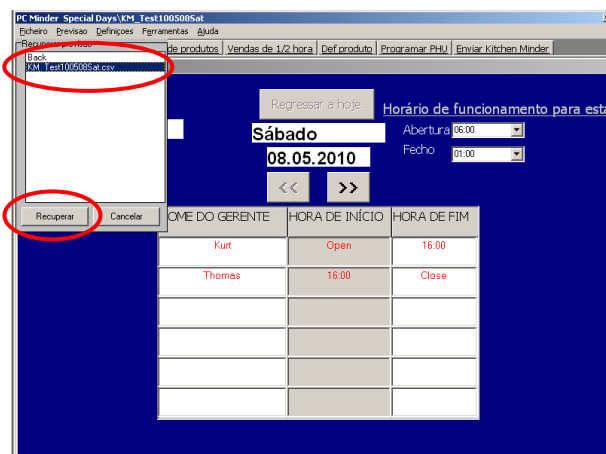 PC Minder Special Days\KM_Test100508Sat
Ficheiro Previsao Definiçoes Ferramentas Ajuda
de produtos Vendas de 1/2 hora Def produto Programar PHU Enviar Kitchen Minder
Back
KM_Test100508Sat.csv
Regressar a hoje
Horário de funcionamento para esta
Sábado
Abertura 06:00
08.05.2010
Fecho 01:00
<< >>
Recuperar Cancelar
OME DO GERENTE HORA DE INÍCIO HORA DE FIM
Kurt Open 16:00
Thomas 16:00 Close